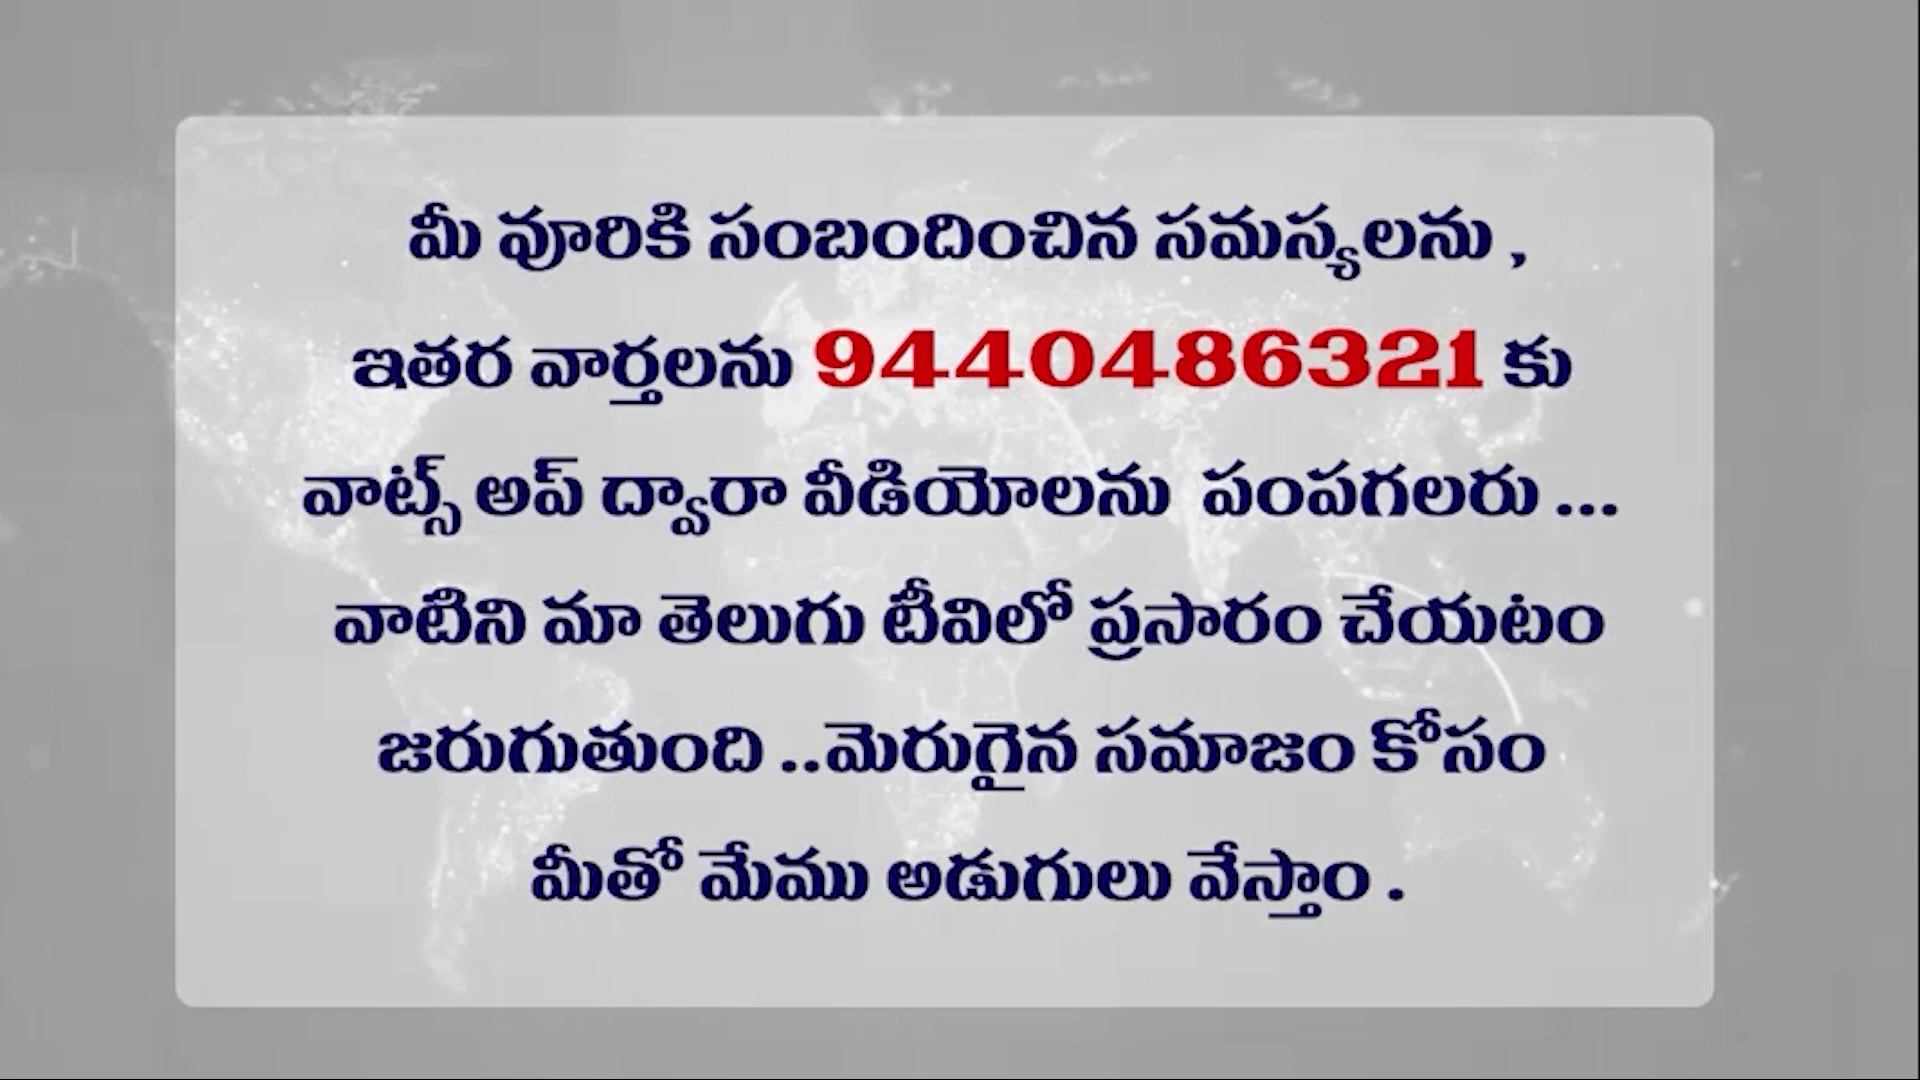 మీ వూరికి సంబందించిన సమస్యలను ,
ఇతర వార్తలను 9440486321 కు
వాట్స్ అప్ ద్వారా వీడియోలను పంపగలరు ...
వాటిని మా తెలుగు టీవిలో ప్రసారం చేయటం
జరుగుతుంది ..మెరుగైన సమాజం కోసం
మీతో మేము అడుగులు వేస్తాం .